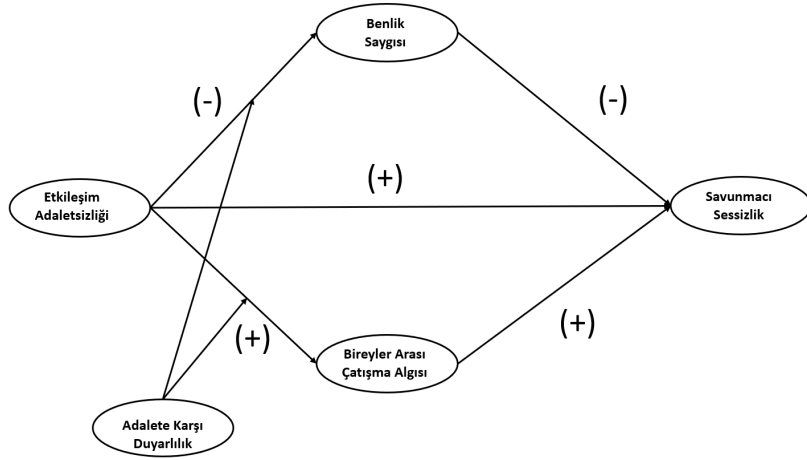 Benlik
Saygısı
(-)
(-)
(+)
Etkileşim
Adaletsizliği
Savunmacı
Sessizlik
(+)
(+)
Bireyler Arası
Çatışma Algısı
Adalete Karşı
Duyarlılık